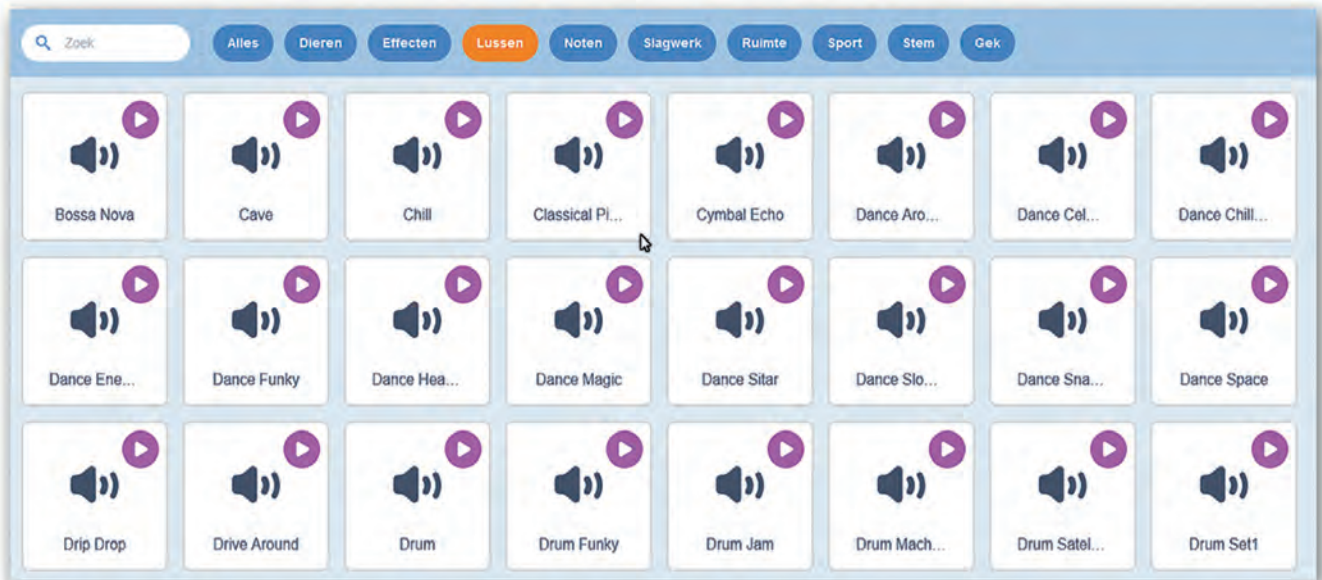 Zoek Alles Dieren Effecten Lussen Noten Slagwerk Ruimte Sport Stem Gek
Bossa Nova Cave Chill Classical Pi... Cymbal Echo Dance Aro... Dance Cel... Dance Chill...
Dance Ene... Dance Funky Dance Hea... Dance Magic Dance Sitar Dance Slo... Dance Sna... Dance Space
Drip Drop Drive Around Drum Drum Funky Drum Jam Drum Mach... Drum Satel... Drum Set1